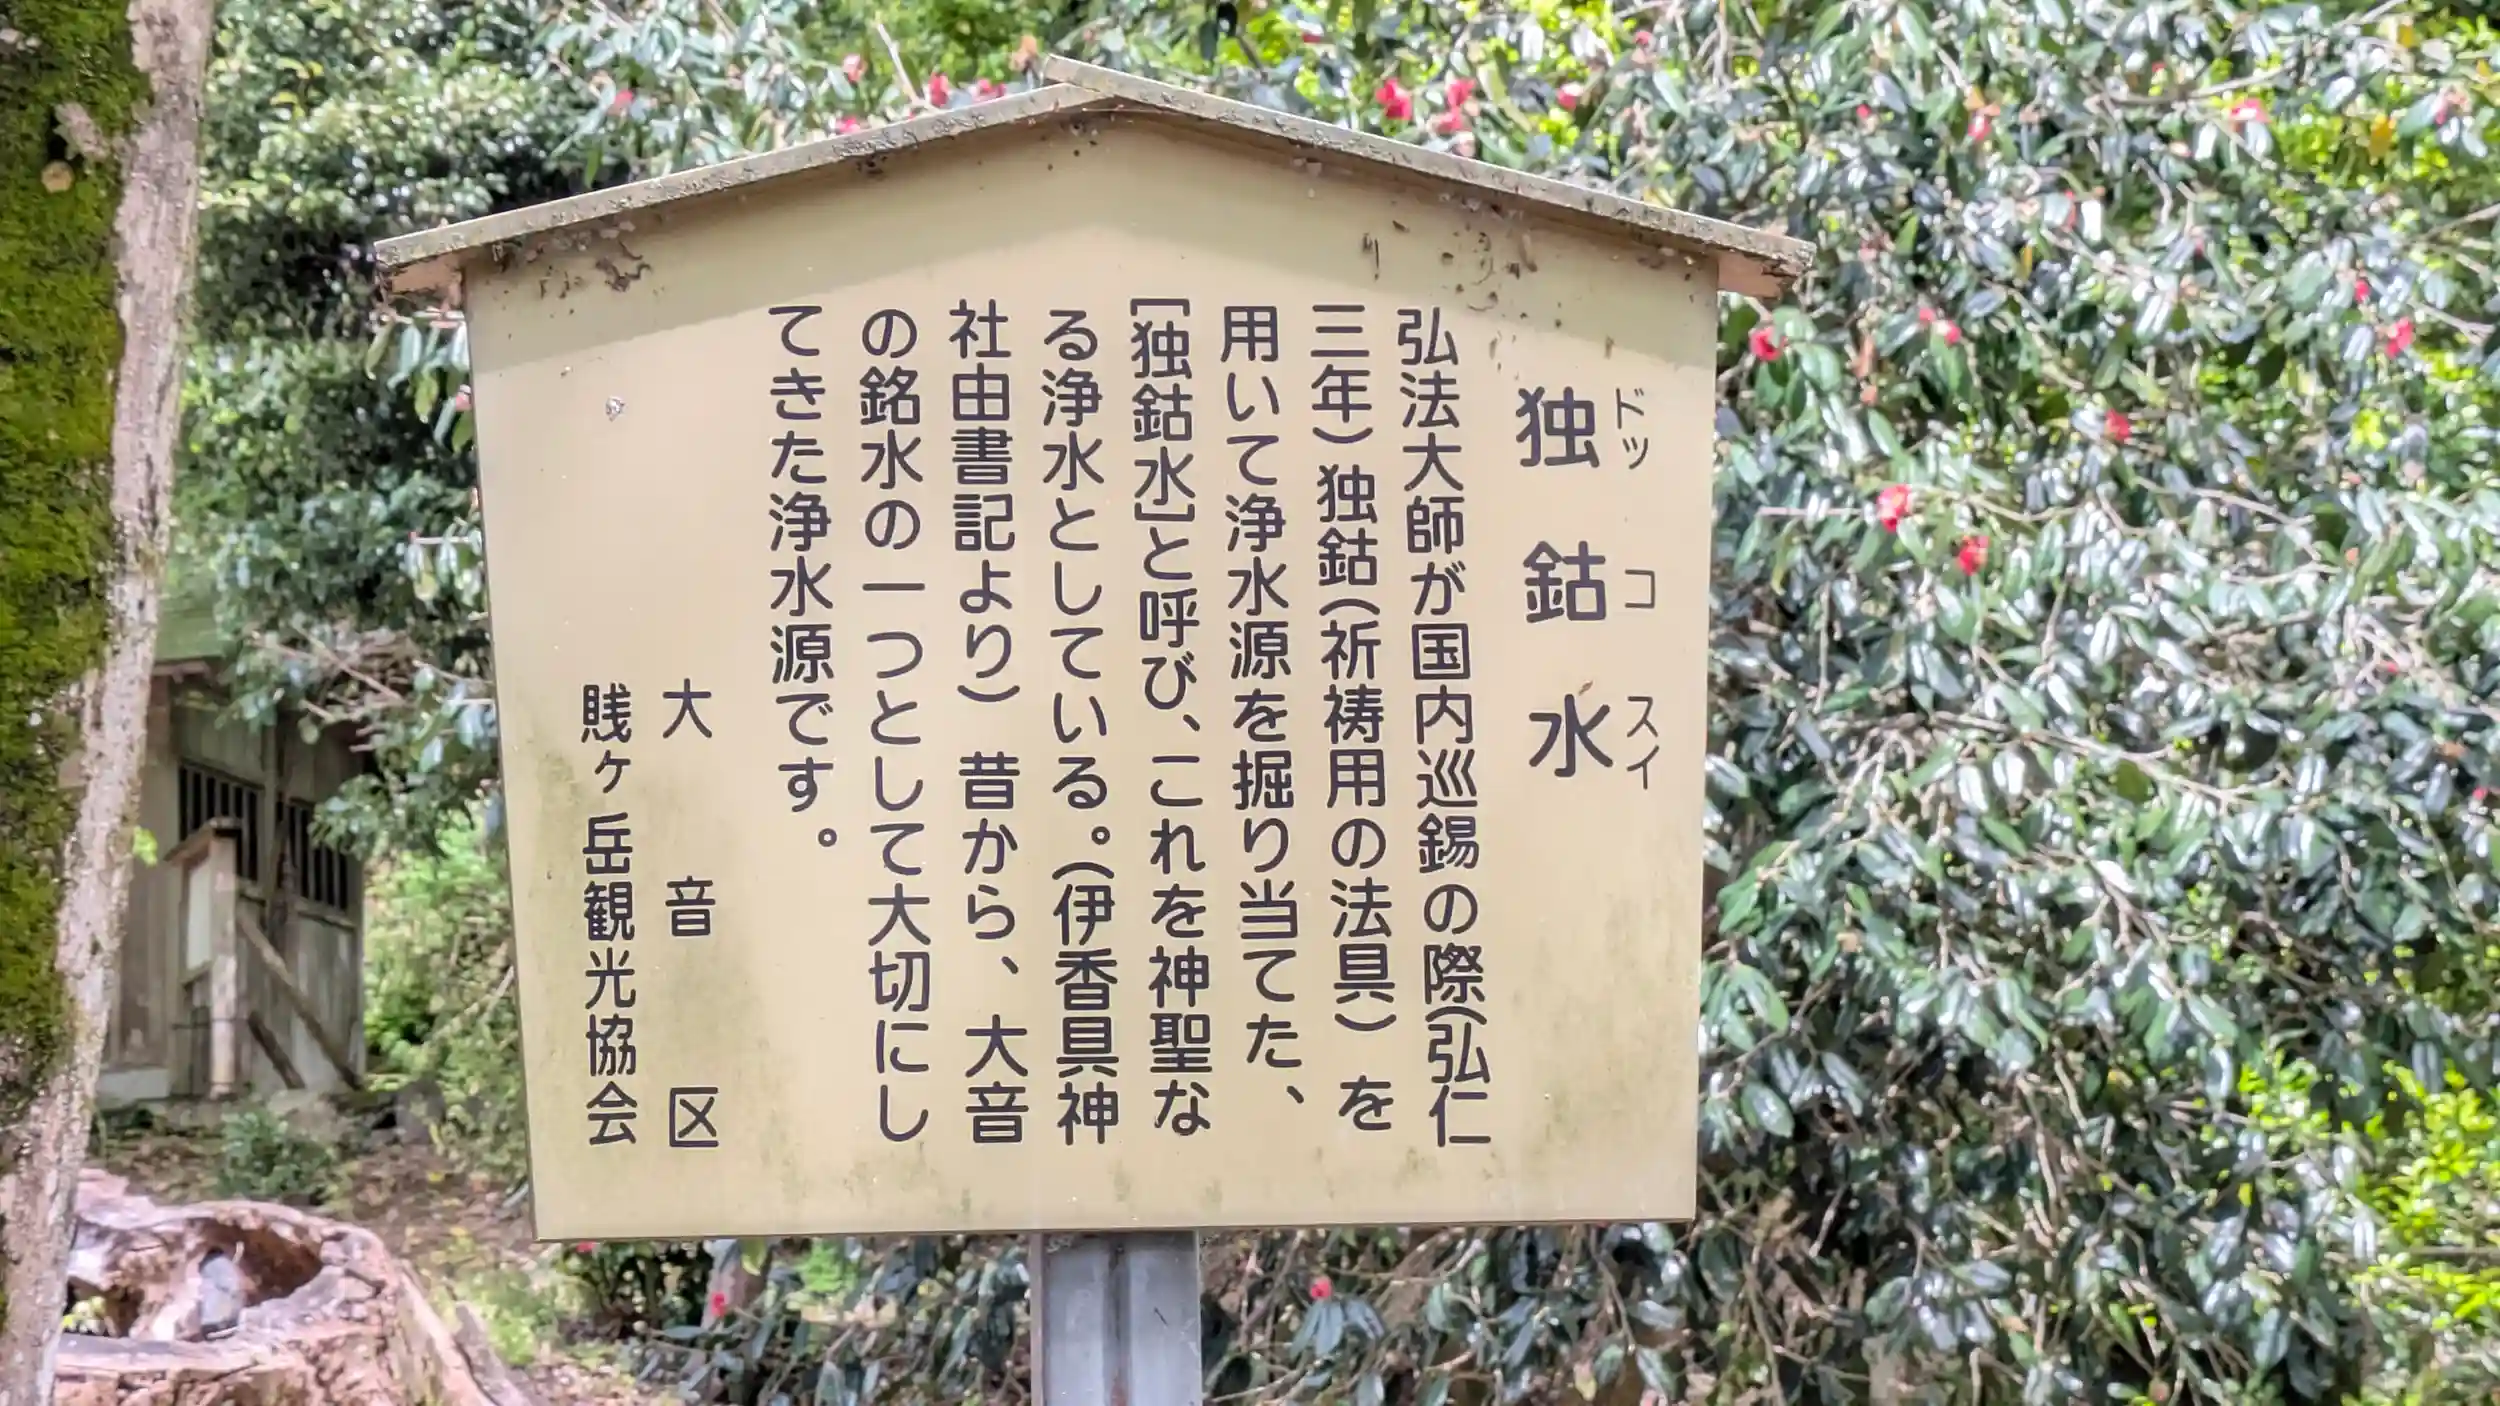 独鈷水
ドッコスイ
弘法大師が国内巡錫の際(弘仁
三年)独鈷(祈祷用の法具)を
用いて浄水源を掘り当てた、
[独鈷水]と呼び、これを神聖な
る浄水としている。(伊香具神
社由書記より)昔から、大音
の銘水の一つとして大切にし
てきた浄水源です。
大音区
賎ヶ岳観光協会